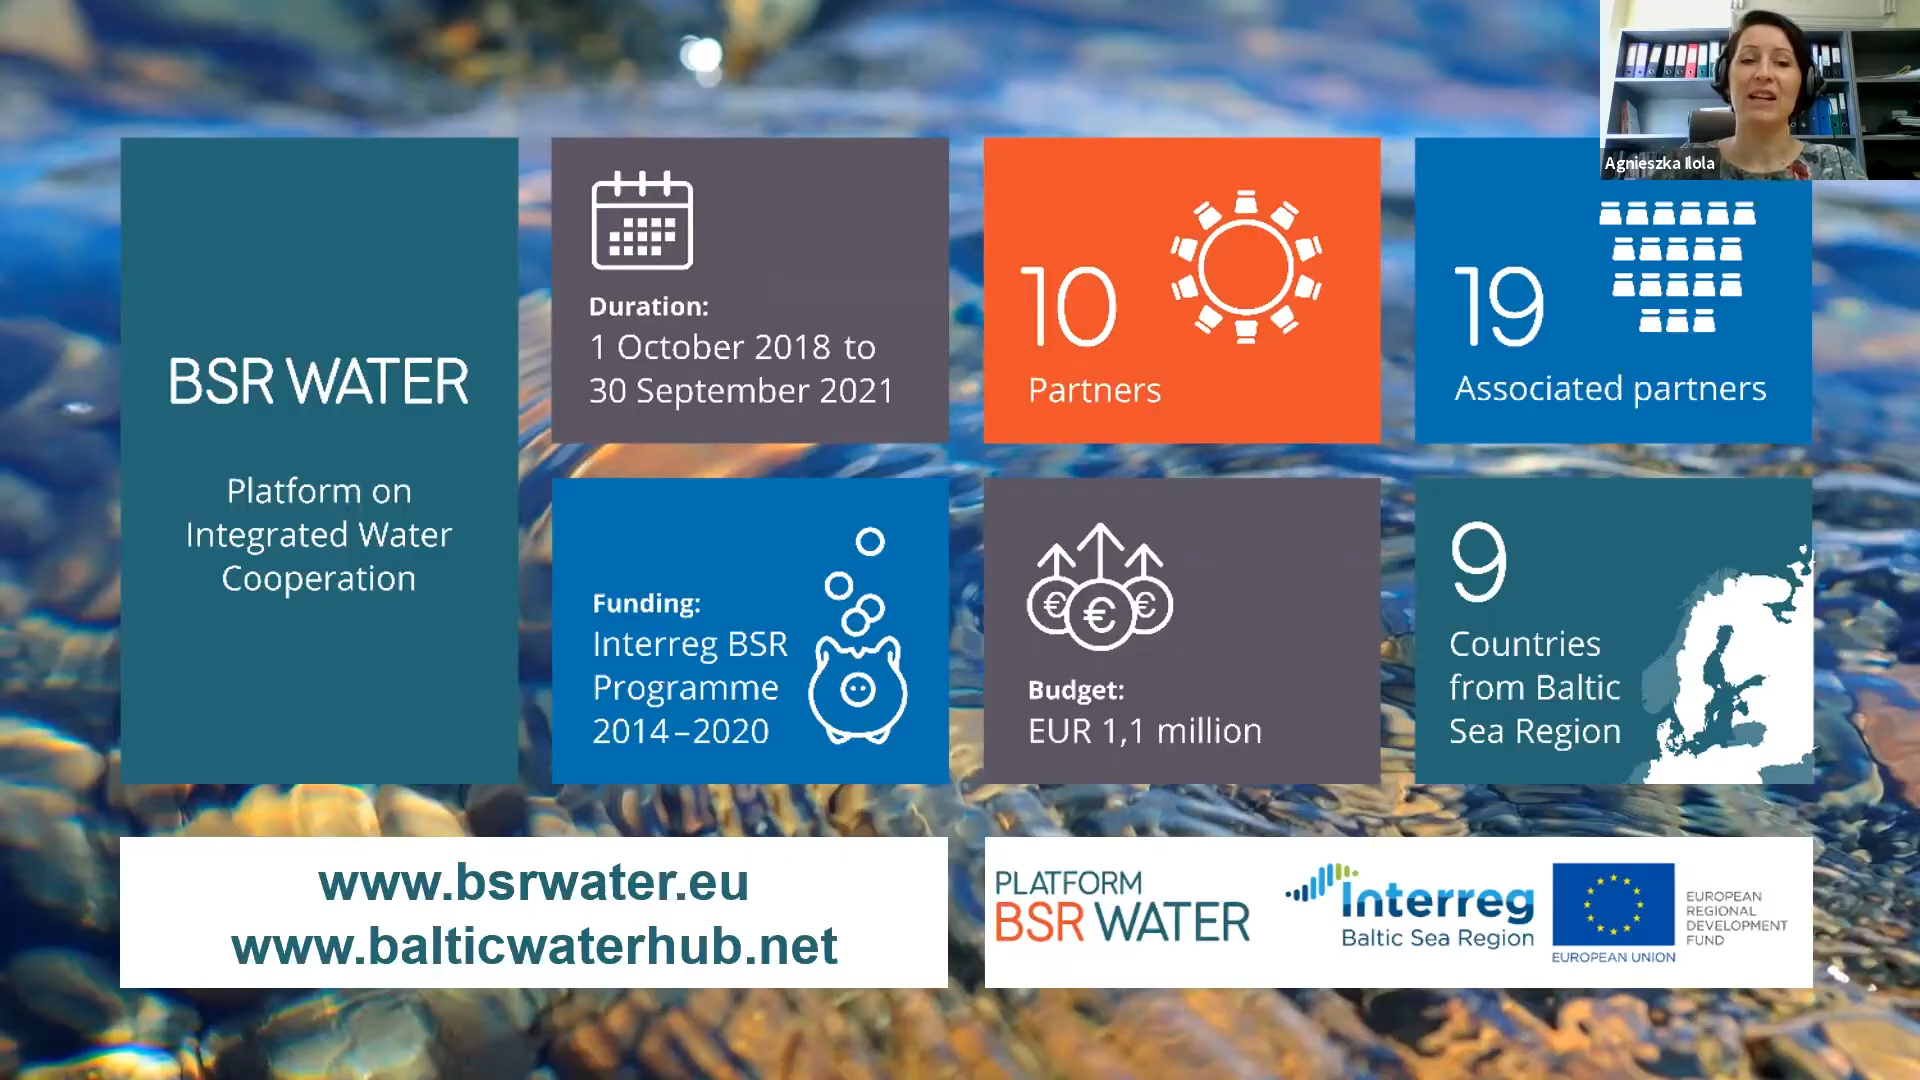 Agnieszka Ilola
BSR WATER
Platform on
Integrated Water
Cooperation
Duration:
1 October 2018 to
30 September 2021
10
Partners
19
Associated partners
Funding:
Interreg BSR
Programme
2014–2020
€ € €
Budget:
EUR 1,1 million
9
Countries
from Baltic
Sea Region
www.bsrwater.eu
www.balticwaterhub.net
PLATFORM
BSR WATER
Interreg
Baltic Sea Region
EUROPEAN UNION
EUROPEAN
REGIONAL
DEVELOPMENT
FUND